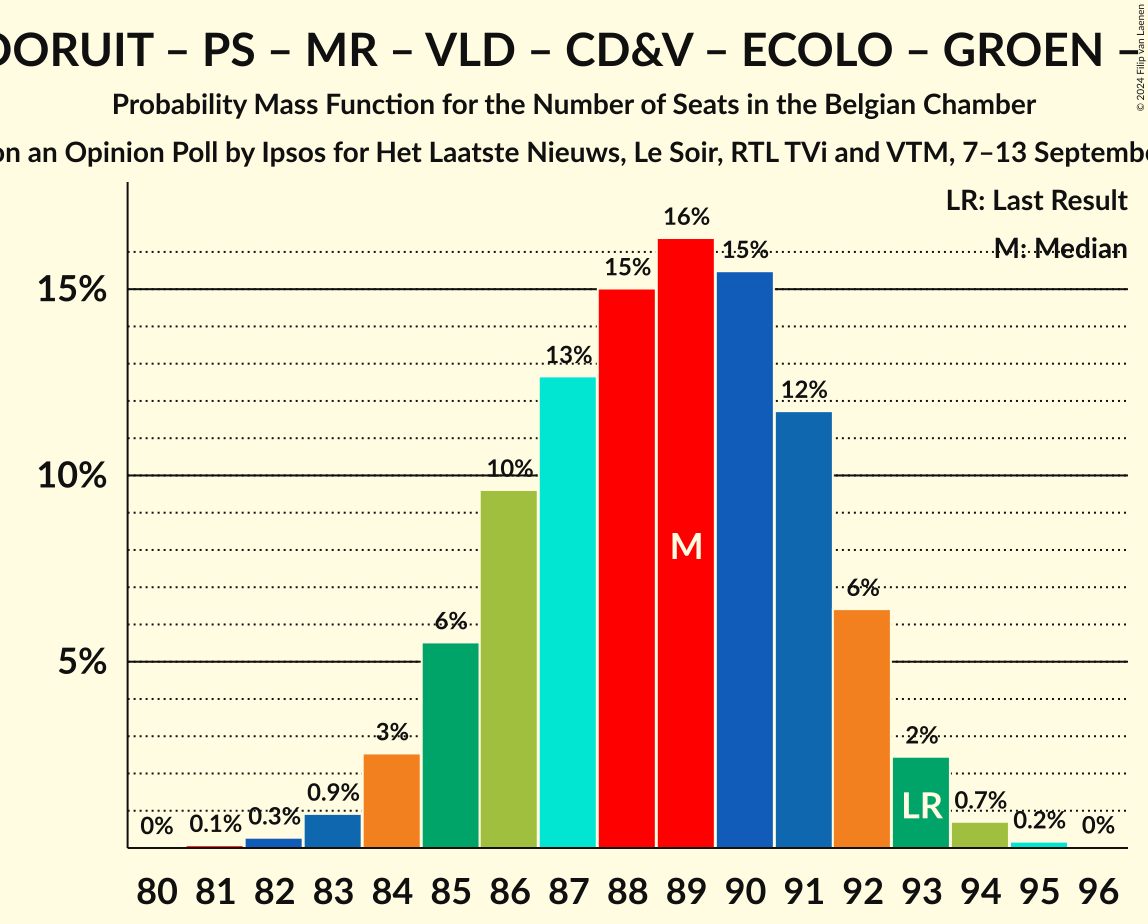 OORUIT – PS – MR – VLD – CD&V – ECOLO – GROEN –
© 2024 Filip van Laenen
Probability Mass Function for the Number of Seats in the Belgian Chamber
on an Opinion Poll by Ipsos for Het Laatste Nieuws, Le Soir, RTL TVi and VTM, 7–13 Septembe
LR: Last Result
M: Median
15%
10%
5%
0% 0.1% 0.3% 0.9% 3% 6% 10% 13% 15% 16% 15% 12% 6% 2% 0.7% 0.2% 0%
M
LR
80 81 82 83 84 85 86 87 88 89 90 91 92 93 94 95 96